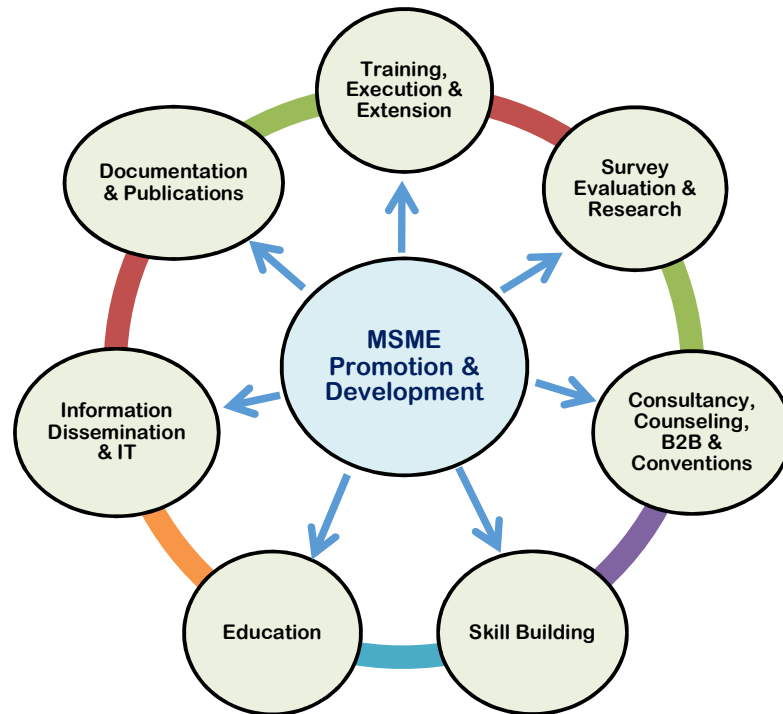 Training,
Execution &
Extension
Survey
Evaluation &
Research
Consultancy,
Counseling,
B2B &
Conventions
Skill Building
Education
Information
Dissemination
& IT
Documentation
& Publications
MSME
Promotion &
Development